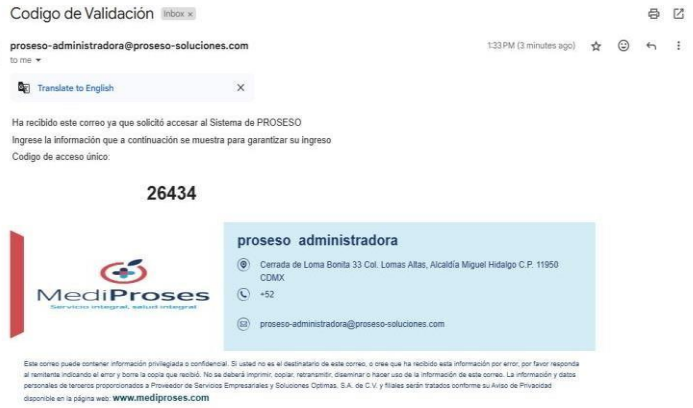 Codigo de Validación Inbox ×
proseso-administradora@proseso-soluciones.com 1:33 PM (3 minutes ago)
to me
Translate to English ×
Ha recibido este correo ya que solicitó accesar al Sistema de PROSESO
Ingrese la información que a continuación se muestra para garantizar su ingreso
Codigo de acceso único:
26434
proseso administradora
Cerrada de Loma Bonita 33 Col. Lomas Altas, Alcaldía Miguel Hidalgo C.P. 11950
CDMX
+52
proseso-administradora@proseso-soluciones.com
MediProses
Servicio integral, salud integral
Este correo puede contener información privilegiada o confidencial. Si usted no es el destinatario de este correo, o cree que ha recibido esta información por error, por favor responda
al remitente indicando el error y borre la copia que recibió. No se deberá imprimir, copiar, retransmitir, diseminar o hacer uso de la información de este correo. La información y datos
personales de terceros proporcionados a Proveedor de Servicios Empresariales y Soluciones Optimas, S.A. de C.V. y filiales serán tratados conforme su Aviso de Privacidad
disponible en la página web: www.mediproses.com